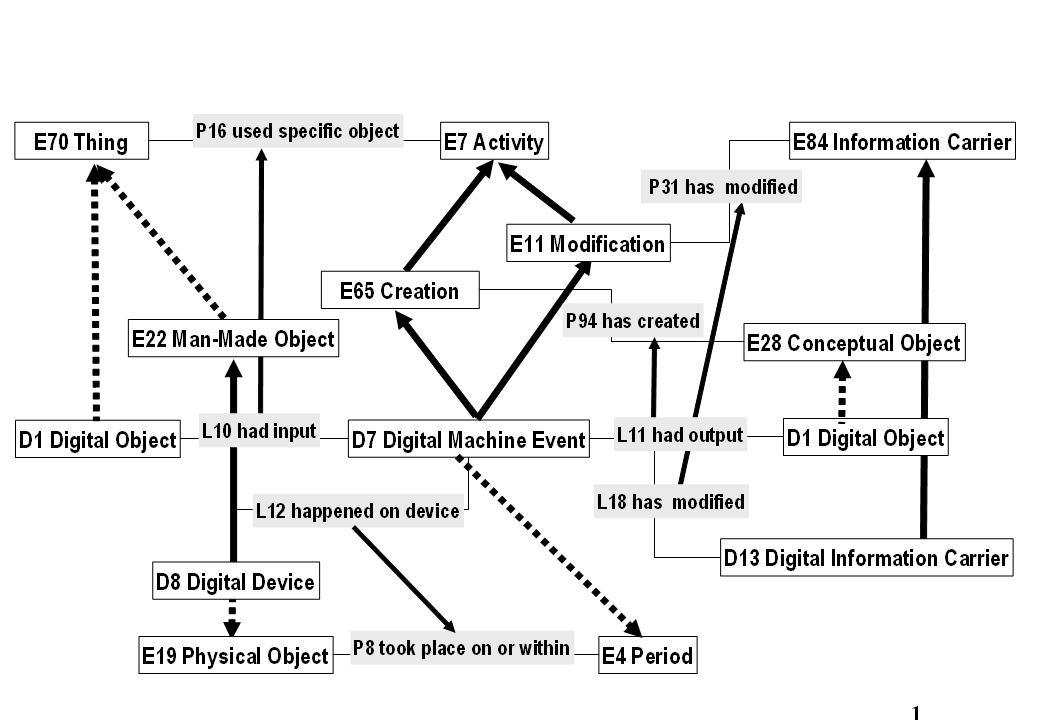 P16 used specific object
E70 Thing
E7 Activity
E84 Information Carrier
P31 has modified
E11 Modification
E65 Creation
P94 has created
E22 Man-Made Object
E28 Conceptual Object
L10 had input
D1 Digital Object
D7 Digital Machine Event
L11 had output
D1 Digital Object
L18 has modified
L12 happened on device
D13 Digital Information Carrier
D8 Digital Device
E19 Physical Object
P8 took place on or within
E4 Period
1